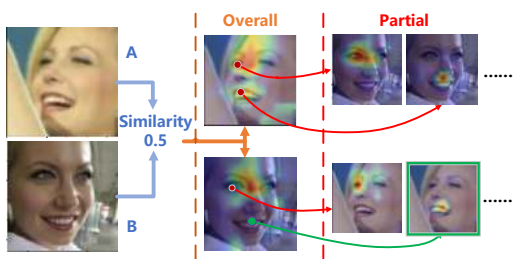 Overall
Partial
A
Similarity
0.5
B
......
......